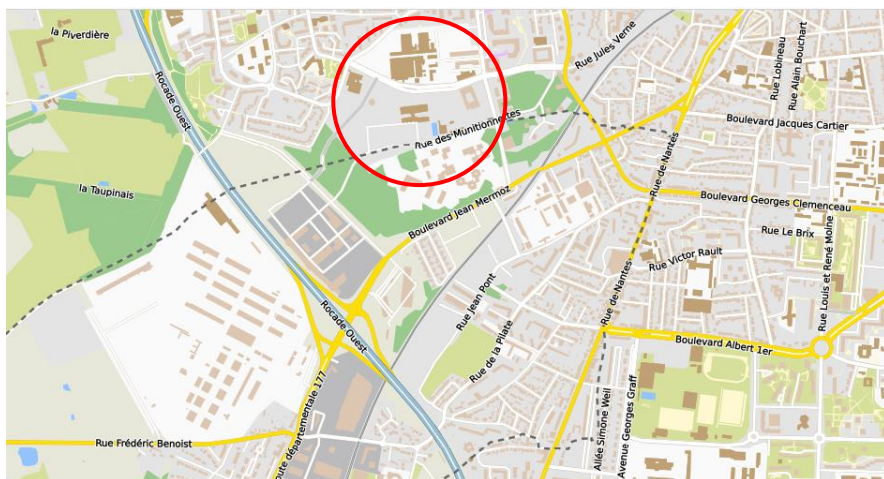 la Piverdière
Rue Jules Verne
Rue Lobineau
Rue Alain Bouchart
Rocade Ouest
Rue des Munitionnettes
Boulevard Jacques Cartier
la Taupinais
Rue de Nantes
Boulevard Jean Mermoz
Boulevard Georges Clemenceau
Rue Le Brix
Rue Victor Rault
Rue Louis et René Moine
Rue Jean Pont
Rue de Nantes
Rocade Ouest
Rue de la Pilate
Boulevard Albert 1er
oute départementale 177
Rue Frédéric Benoist
Allée Simone Weil
Avenue Georges Graff